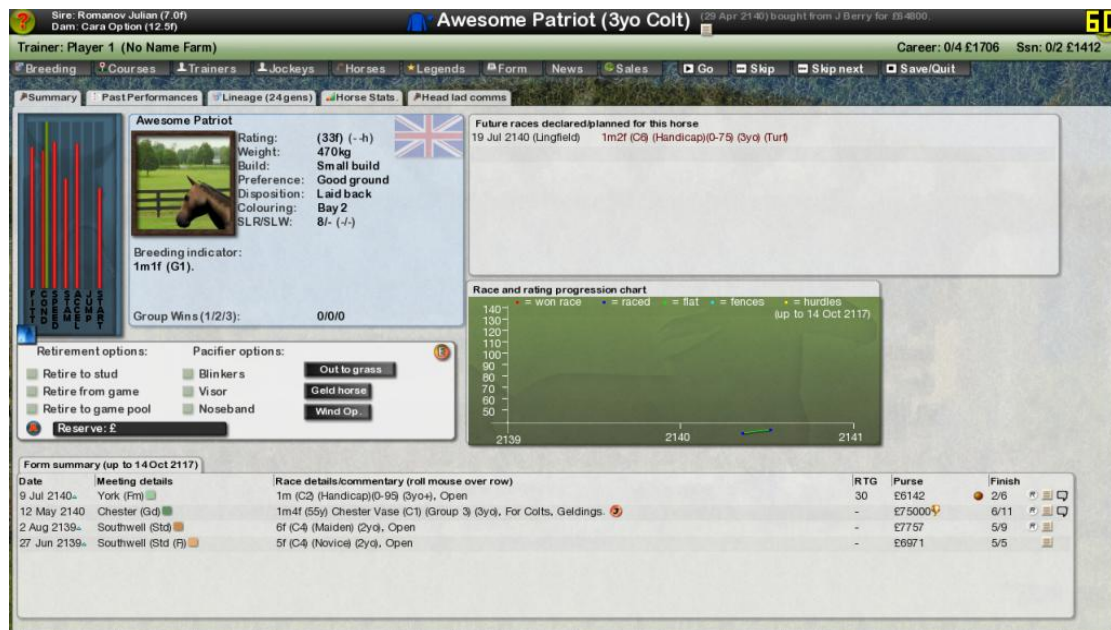 Sire: Romanov Julian (7.0f)
Dam: Cara Option (12.5f)
Awesome Patriot (3yo Colt)
(29 Apr 2140) bought from J Berry for £64800.
60
Trainer: Player 1 (No Name Farm)
Career: 0/4 £1706 Ssn: 0/2 £1412
Breeding Courses Trainers Jockeys Horses Legends Form News Sales Go Skip Skip next Save/Quit
Summary Past Performances Lineage (24gens) Horse Stats. Head lad comms
Awesome Patriot
Rating: (33f) (--h)
Weight: 470kg
Build: Small build
Preference: Good ground
Disposition: Laid back
Colouring: Bay 2
SLR/SLW: 8/- (-/-)
Breeding indicator:
1m1f (G1).
Group Wins (1/2/3): 0/0/0
FITT COND SPEED STAM ACCEL JUMP START
Future races declared/planned for this horse
19 Jul 2140 (Lingfield) 1m2f (C6) (Handicap)(0-75) (3yo) (Turf)
Race and rating progression chart
= won race = raced = flat = fences = hurdles
(up to 14 Oct 2117)
140
130
120
110
100
90
80
70
60
50
2139 2140 2141
Retirement options: Pacifier options:
Retire to stud Blinkers Out to grass
Retire from game Visor Geld horse
Retire to game pool Noseband Wind Op.
Reserve: £
Form summary (up to 14 Oct 2117)
Date Meeting details Race details/commentary (roll mouse over row) RTG Purse Finish
9 Jul 2140 York (Fm) 1m (C2) (Handicap)(0-95) (3yo+), Open 30 £6142 2/6
12 May 2140 Chester (Gd) 1m4f (55y) Chester Vase (C1) (Group 3) (3yo), For Colts, Geldings. - £75000 6/11
2 Aug 2139 Southwell (Std) 6f (C4) (Maiden) (2yo), Open - £7757 5/9
27 Jun 2139 Southwell (Std (F)) 5f (C4) (Novice) (2yo), Open - £6971 5/5